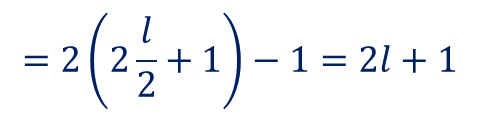 = 2(2 l/2 + 1) − 1 = 2l + 1